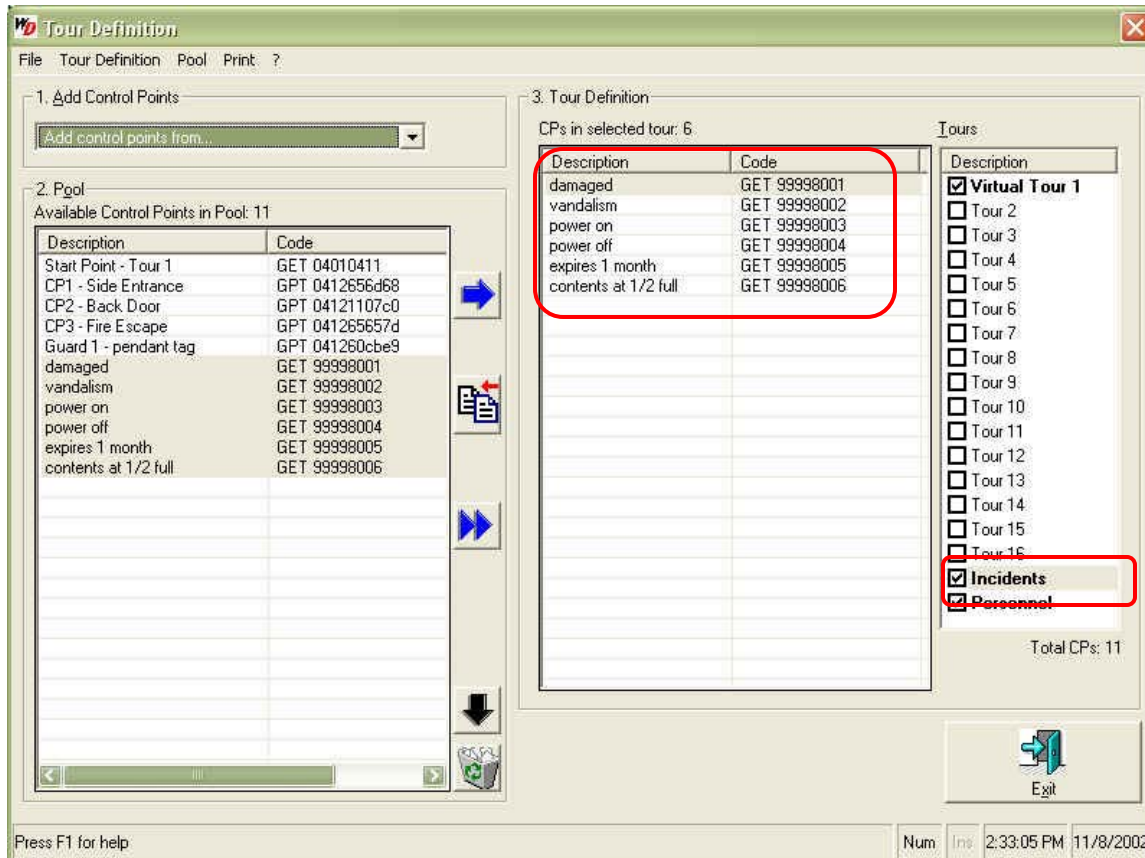 WD Tour Definition
File Tour Definition Pool Print ?
1. Add Control Points
Add control points from...
2. Pool
Available Control Points in Pool: 11
Description Code
Start Point - Tour 1 GET 04010411
CP1 - Side Entrance GPT 0412656d68
CP2 - Back Door GPT 04121107c0
CP3 - Fire Escape GPT 041265657d
Guard 1 - pendant tag GPT 041260cbe9
damaged GET 99998001
vandalism GET 99998002
power on GET 99998003
power off GET 99998004
expires 1 month GET 99998005
contents at 1/2 full GET 99998006
3. Tour Definition
CPs in selected tour: 6
Description Code
damaged GET 99998001
vandalism GET 99998002
power on GET 99998003
power off GET 99998004
expires 1 month GET 99998005
contents at 1/2 full GET 99998006
Tours
Description
Virtual Tour 1
Tour 2
Tour 3
Tour 4
Tour 5
Tour 6
Tour 7
Tour 8
Tour 9
Tour 10
Tour 11
Tour 12
Tour 13
Tour 14
Tour 15
Tour 16
Incidents
Personnel
Total CPs: 11
Exit
Press F1 for help Num Ins 2:33:05 PM 11/8/2002